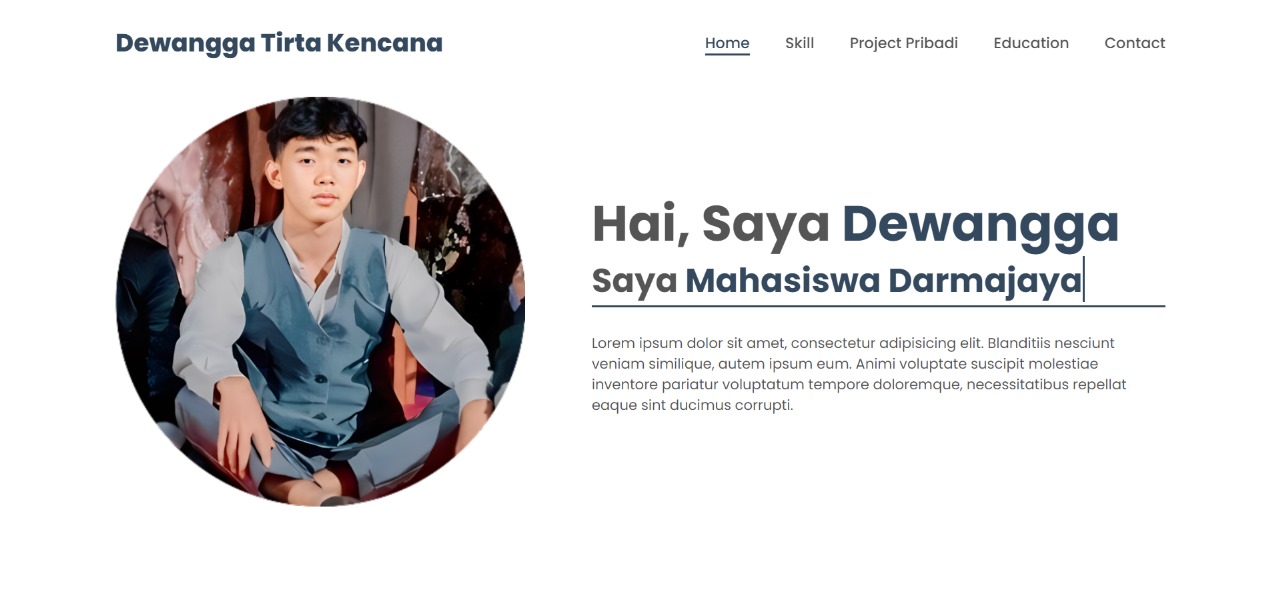 Dewangga Tirta Kencana
Home Skill Project Pribadi Education Contact
Hai, Saya Dewangga
Saya Mahasiswa Darmajaya
Lorem ipsum dolor sit amet, consectetur adipisicing elit. Blanditiis nesciunt
veniam similique, autem ipsum eum. Animi voluptate suscipit molestiae
inventore pariatur voluptatum tempore doloremque, necessitatibus repellat
eaque sint ducimus corrupti.